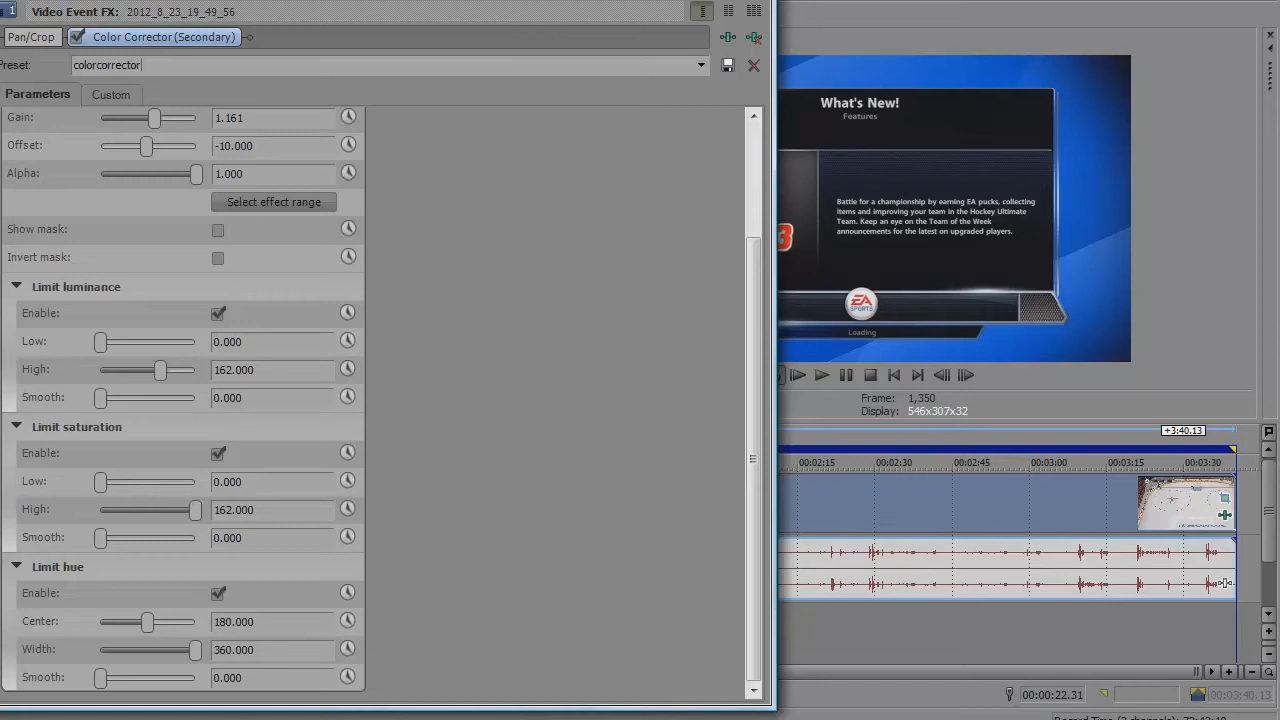 1 Video Event FX: 2012_8_23_19_49_56
Pan/Crop Color Corrector (Secondary)
Preset: colorcorrector
Parameters Custom
Gain: 1.161
Offset: -10.000
Alpha: 1.000
Select effect range
Show mask:
Invert mask:
Limit luminance
Enable:
Low: 0.000
High: 162.000
Smooth: 0.000
Limit saturation
Enable:
Low: 0.000
High: 162.000
Smooth: 0.000
Limit hue
Enable:
Center: 180.000
Width: 360.000
Smooth: 0.000
What's New!
Features
Battle for a championship by earning EA pucks, collecting
items and improving your team in the Hockey Ultimate
Team. Keep an eye on the Team of the Week
announcements for the latest on upgraded players.
3
EA
SPORTS
Loading
Frame: 1,350
Display: 546x307x32
+3:40.13
00:02:15 00:02:30 00:02:45 00:03:00 00:03:15 00:03:30
00:00:22.31 00:03:40.13